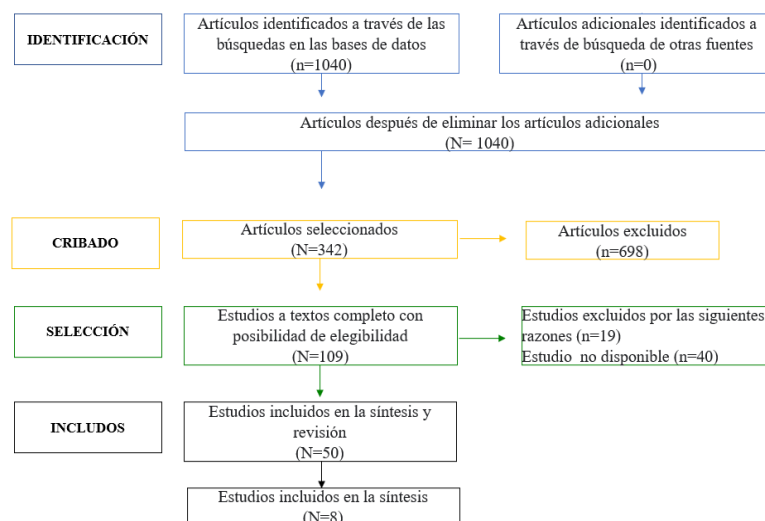 IDENTIFICACIÓN
Artículos identificados a través de las
búsquedas en las bases de datos
(n=1040)
Artículos adicionales identificados a
través de búsqueda de otras fuentes
(n=0)
Artículos después de eliminar los artículos adicionales
(N= 1040)
CRIBADO
Artículos seleccionados
(N=342)
Artículos excluidos
(n=698)
SELECCIÓN
Estudios a textos completo con
posibilidad de elegibilidad
(N=109)
Estudios excluidos por las siguientes
razones (n=19)
Estudio no disponible (n=40)
INCLUDOS
Estudios incluidos en la síntesis y
revisión
(N=50)
Estudios incluidos en la síntesis
(N=8)